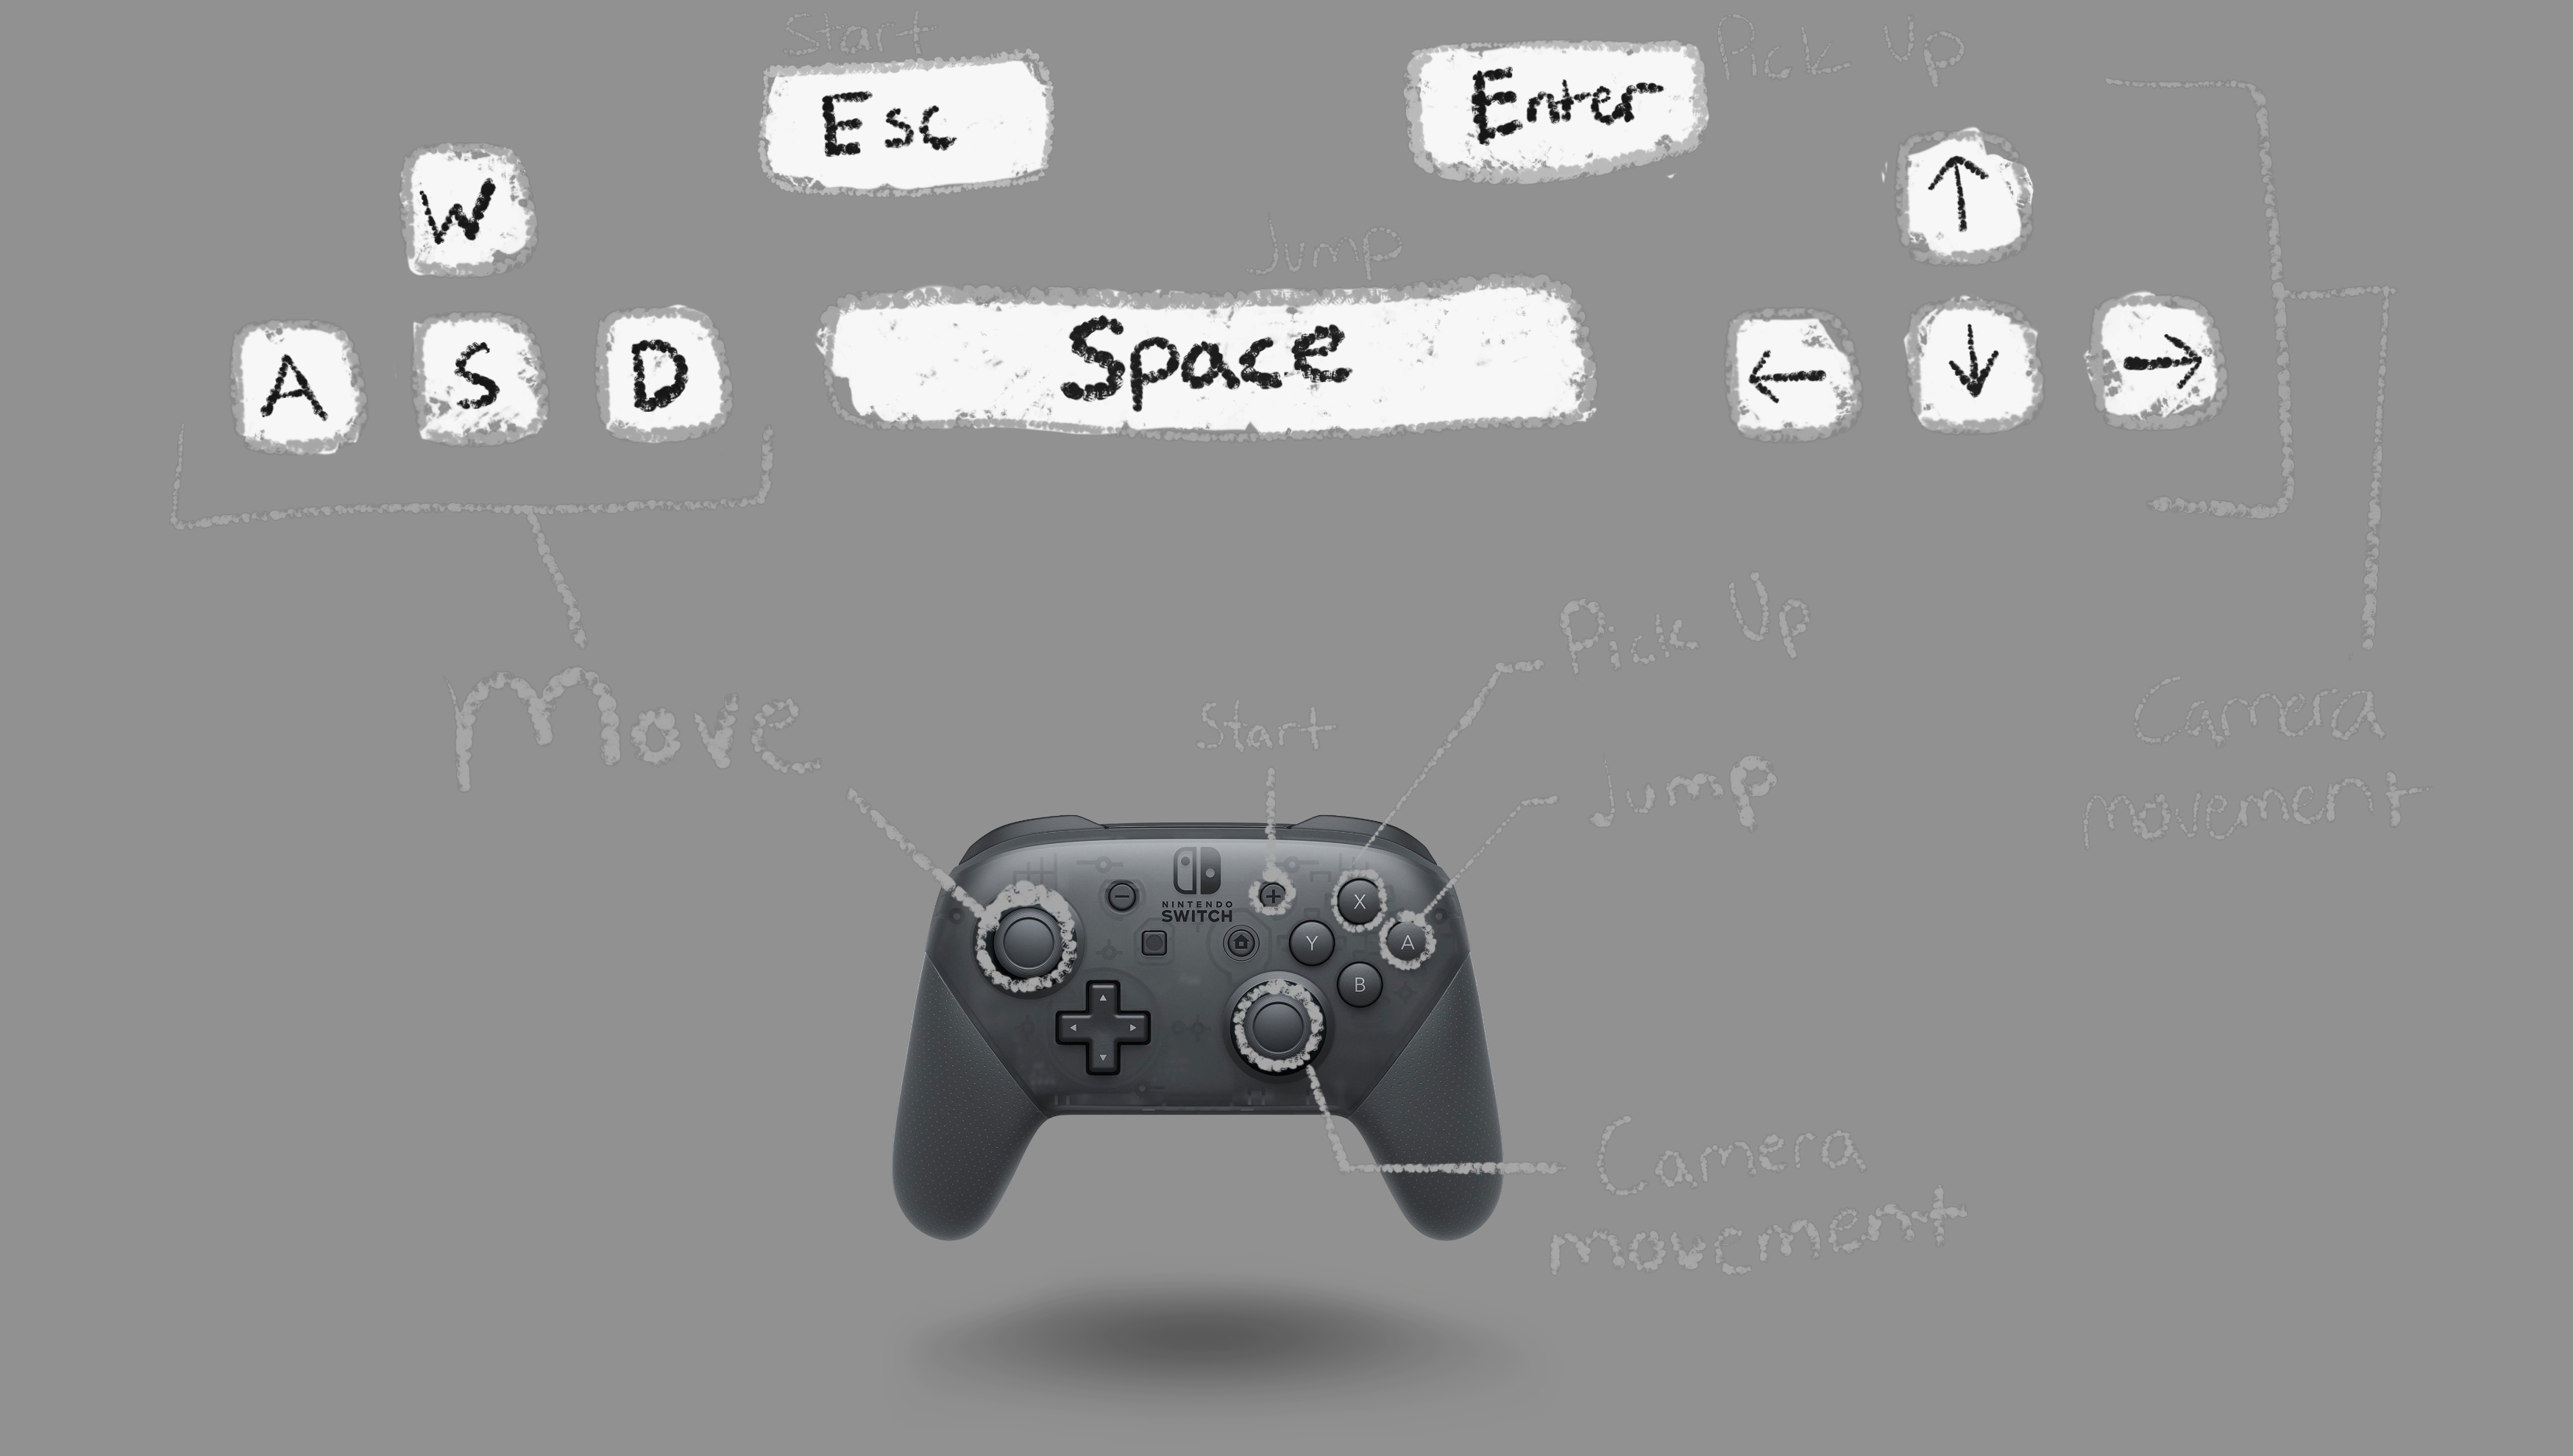 Start
Pick Up
Esc
Enter
W
↑
Jump
A S D
Space
← ↓ →
Pick Up
Move
Start
Jump
Camera
movement
NINTENDO
SWITCH
X
Y
A
B
Camera
movement